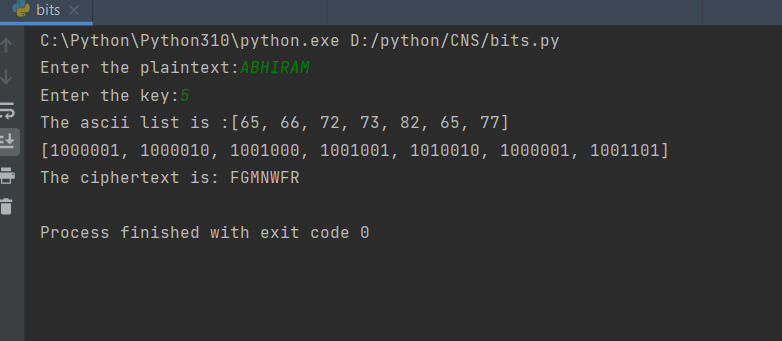 bits
C:\Python\Python310\python.exe D:/python/CNS/bits.py
Enter the plaintext:ABHIRAM
Enter the key:5
The ascii list is :[65, 66, 72, 73, 82, 65, 77]
[1000001, 1000010, 1001000, 1001001, 1010010, 1000001, 1001101]
The ciphertext is: FGMNWFR
Process finished with exit code 0